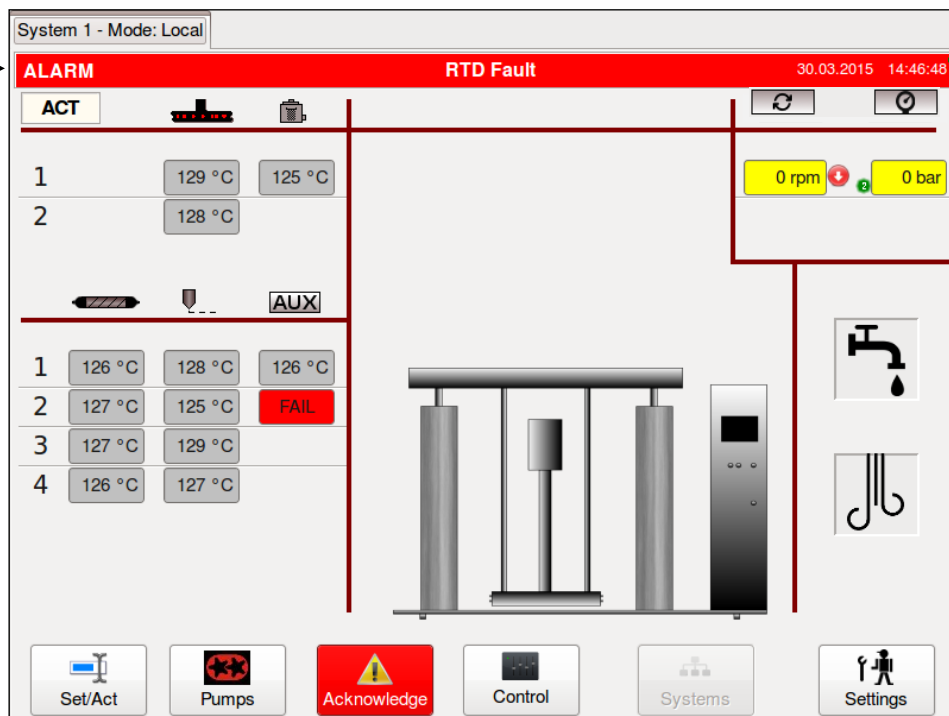 System 1 - Mode: Local
ALARM RTD Fault 30.03.2015 14:46:48
ACT
1 129 °C 125 °C 0 rpm 2 0 bar
2 128 °C
AUX
1 126 °C 128 °C 126 °C
2 127 °C 125 °C FAIL
3 127 °C 129 °C
4 126 °C 127 °C
Set/Act Pumps Acknowledge Control Systems Settings